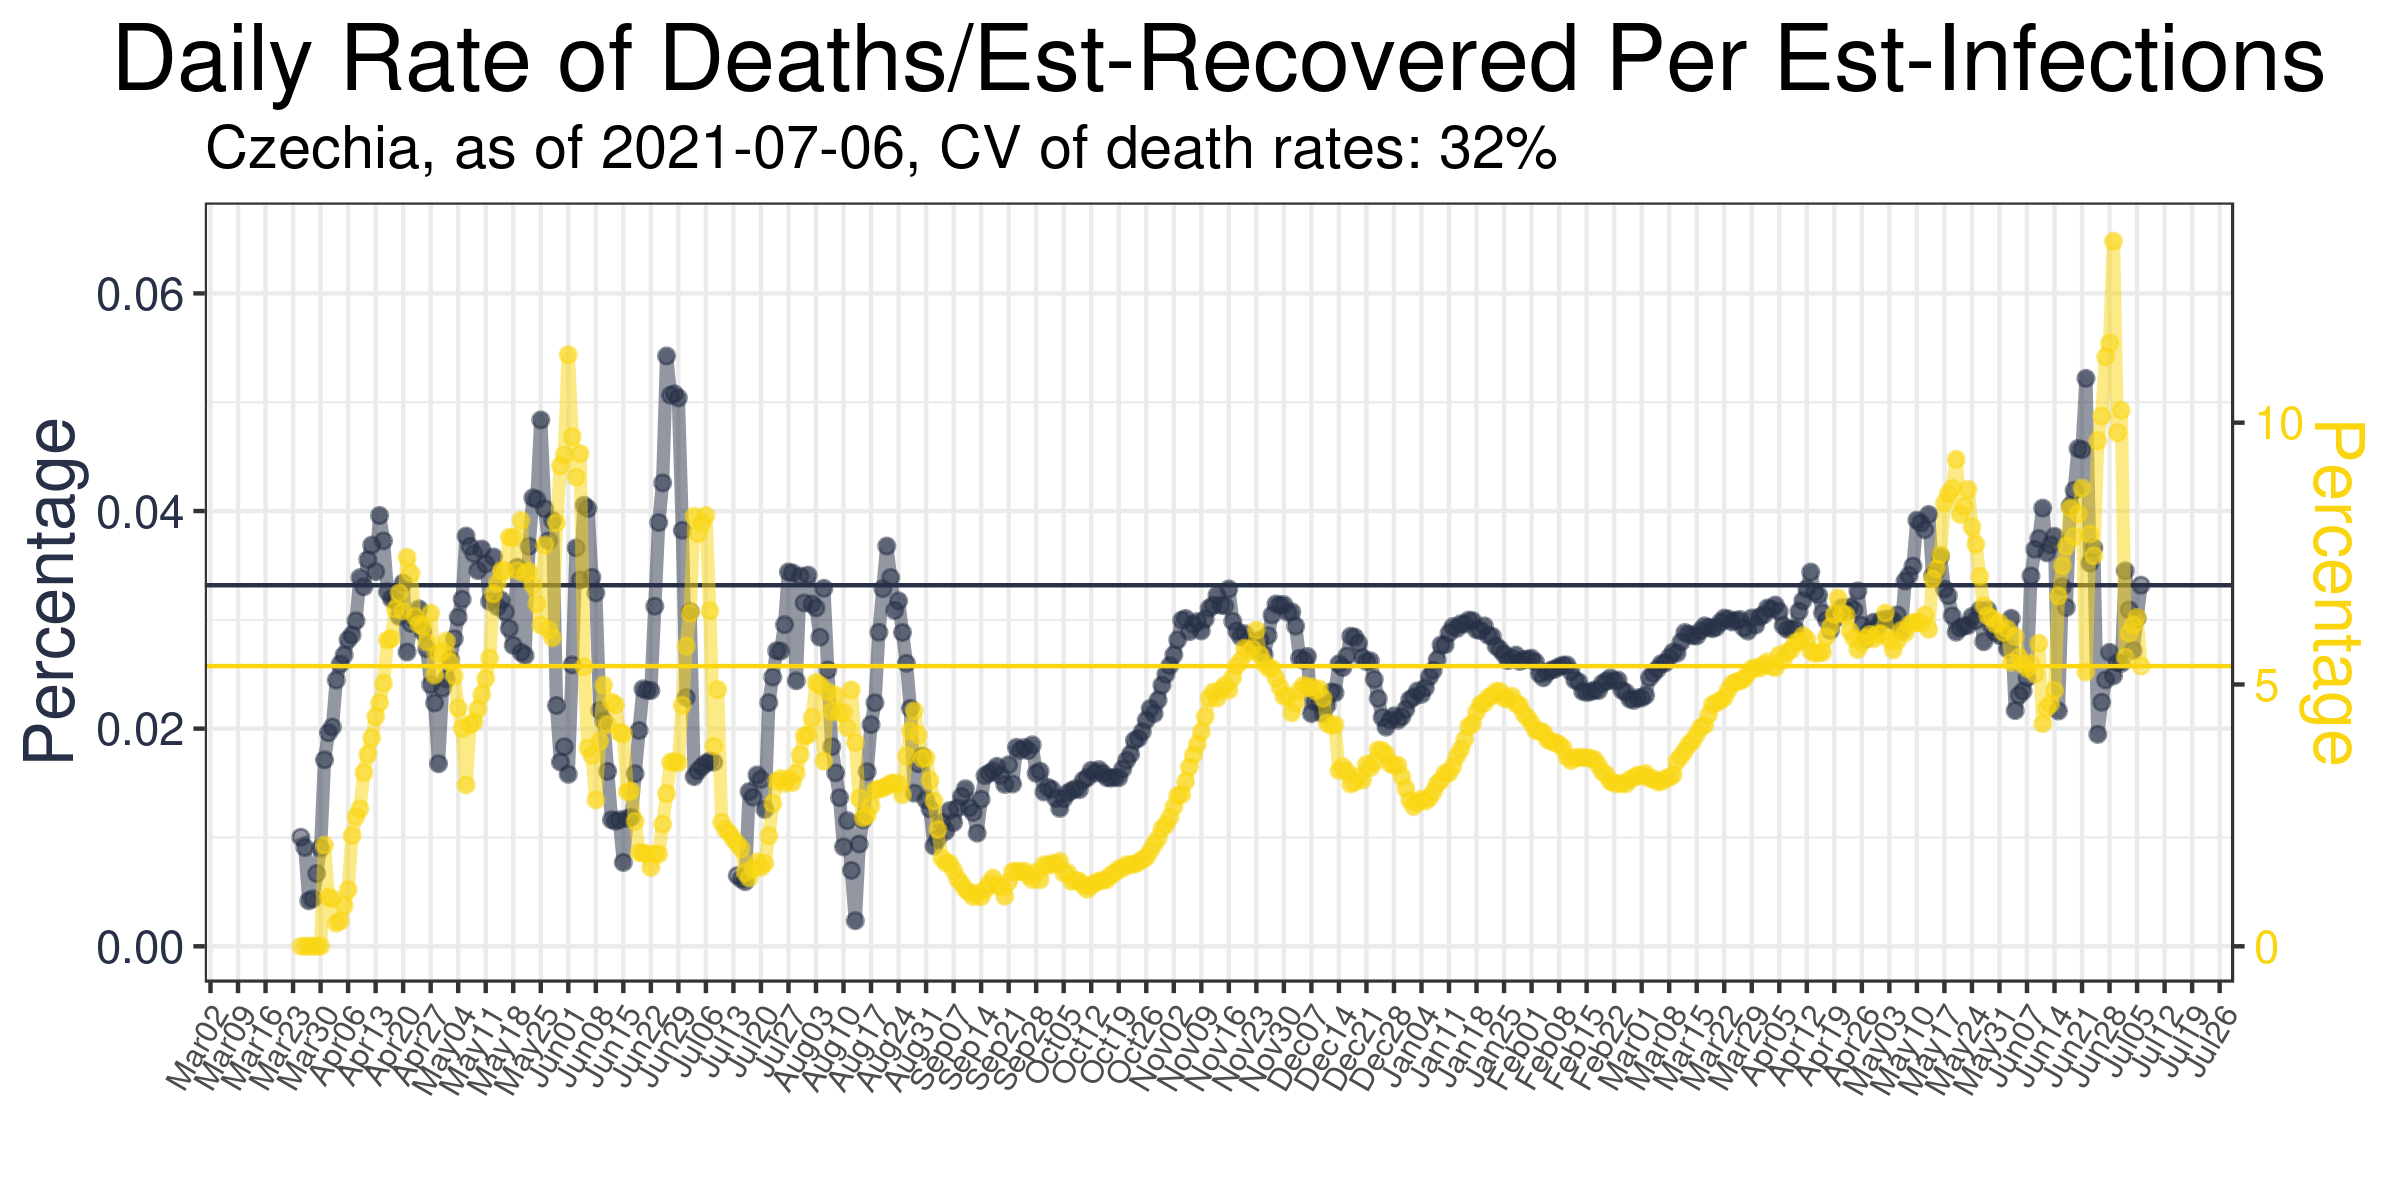 Daily Rate of Deaths/Est-Recovered Per Est-Infections
Czechia, as of 2021-07-06, CV of death rates: 32%
Percentage
0.06
0.04
0.02
0.00
10
5
0
Percentage
Mar02
Mar09
Mar16
Mar23
Mar30
Apr06
Apr13
Apr20
Apr27
May04
May11
May18
May25
Jun01
Jun08
Jun15
Jun22
Jun29
Jul06
Jul13
Jul20
Jul27
Aug03
Aug10
Aug17
Aug24
Aug31
Sep07
Sep14
Sep21
Sep28
Oct05
Oct12
Oct19
Oct26
Nov02
Nov09
Nov16
Nov23
Nov30
Dec07
Dec14
Dec21
Dec28
Jan04
Jan11
Jan18
Jan25
Feb01
Feb08
Feb15
Feb22
Mar01
Mar08
Mar15
Mar22
Mar29
Apr05
Apr12
Apr19
Apr26
May03
May10
May17
May24
May31
Jun07
Jun14
Jun21
Jun28
Jul05
Jul12
Jul19
Jul26